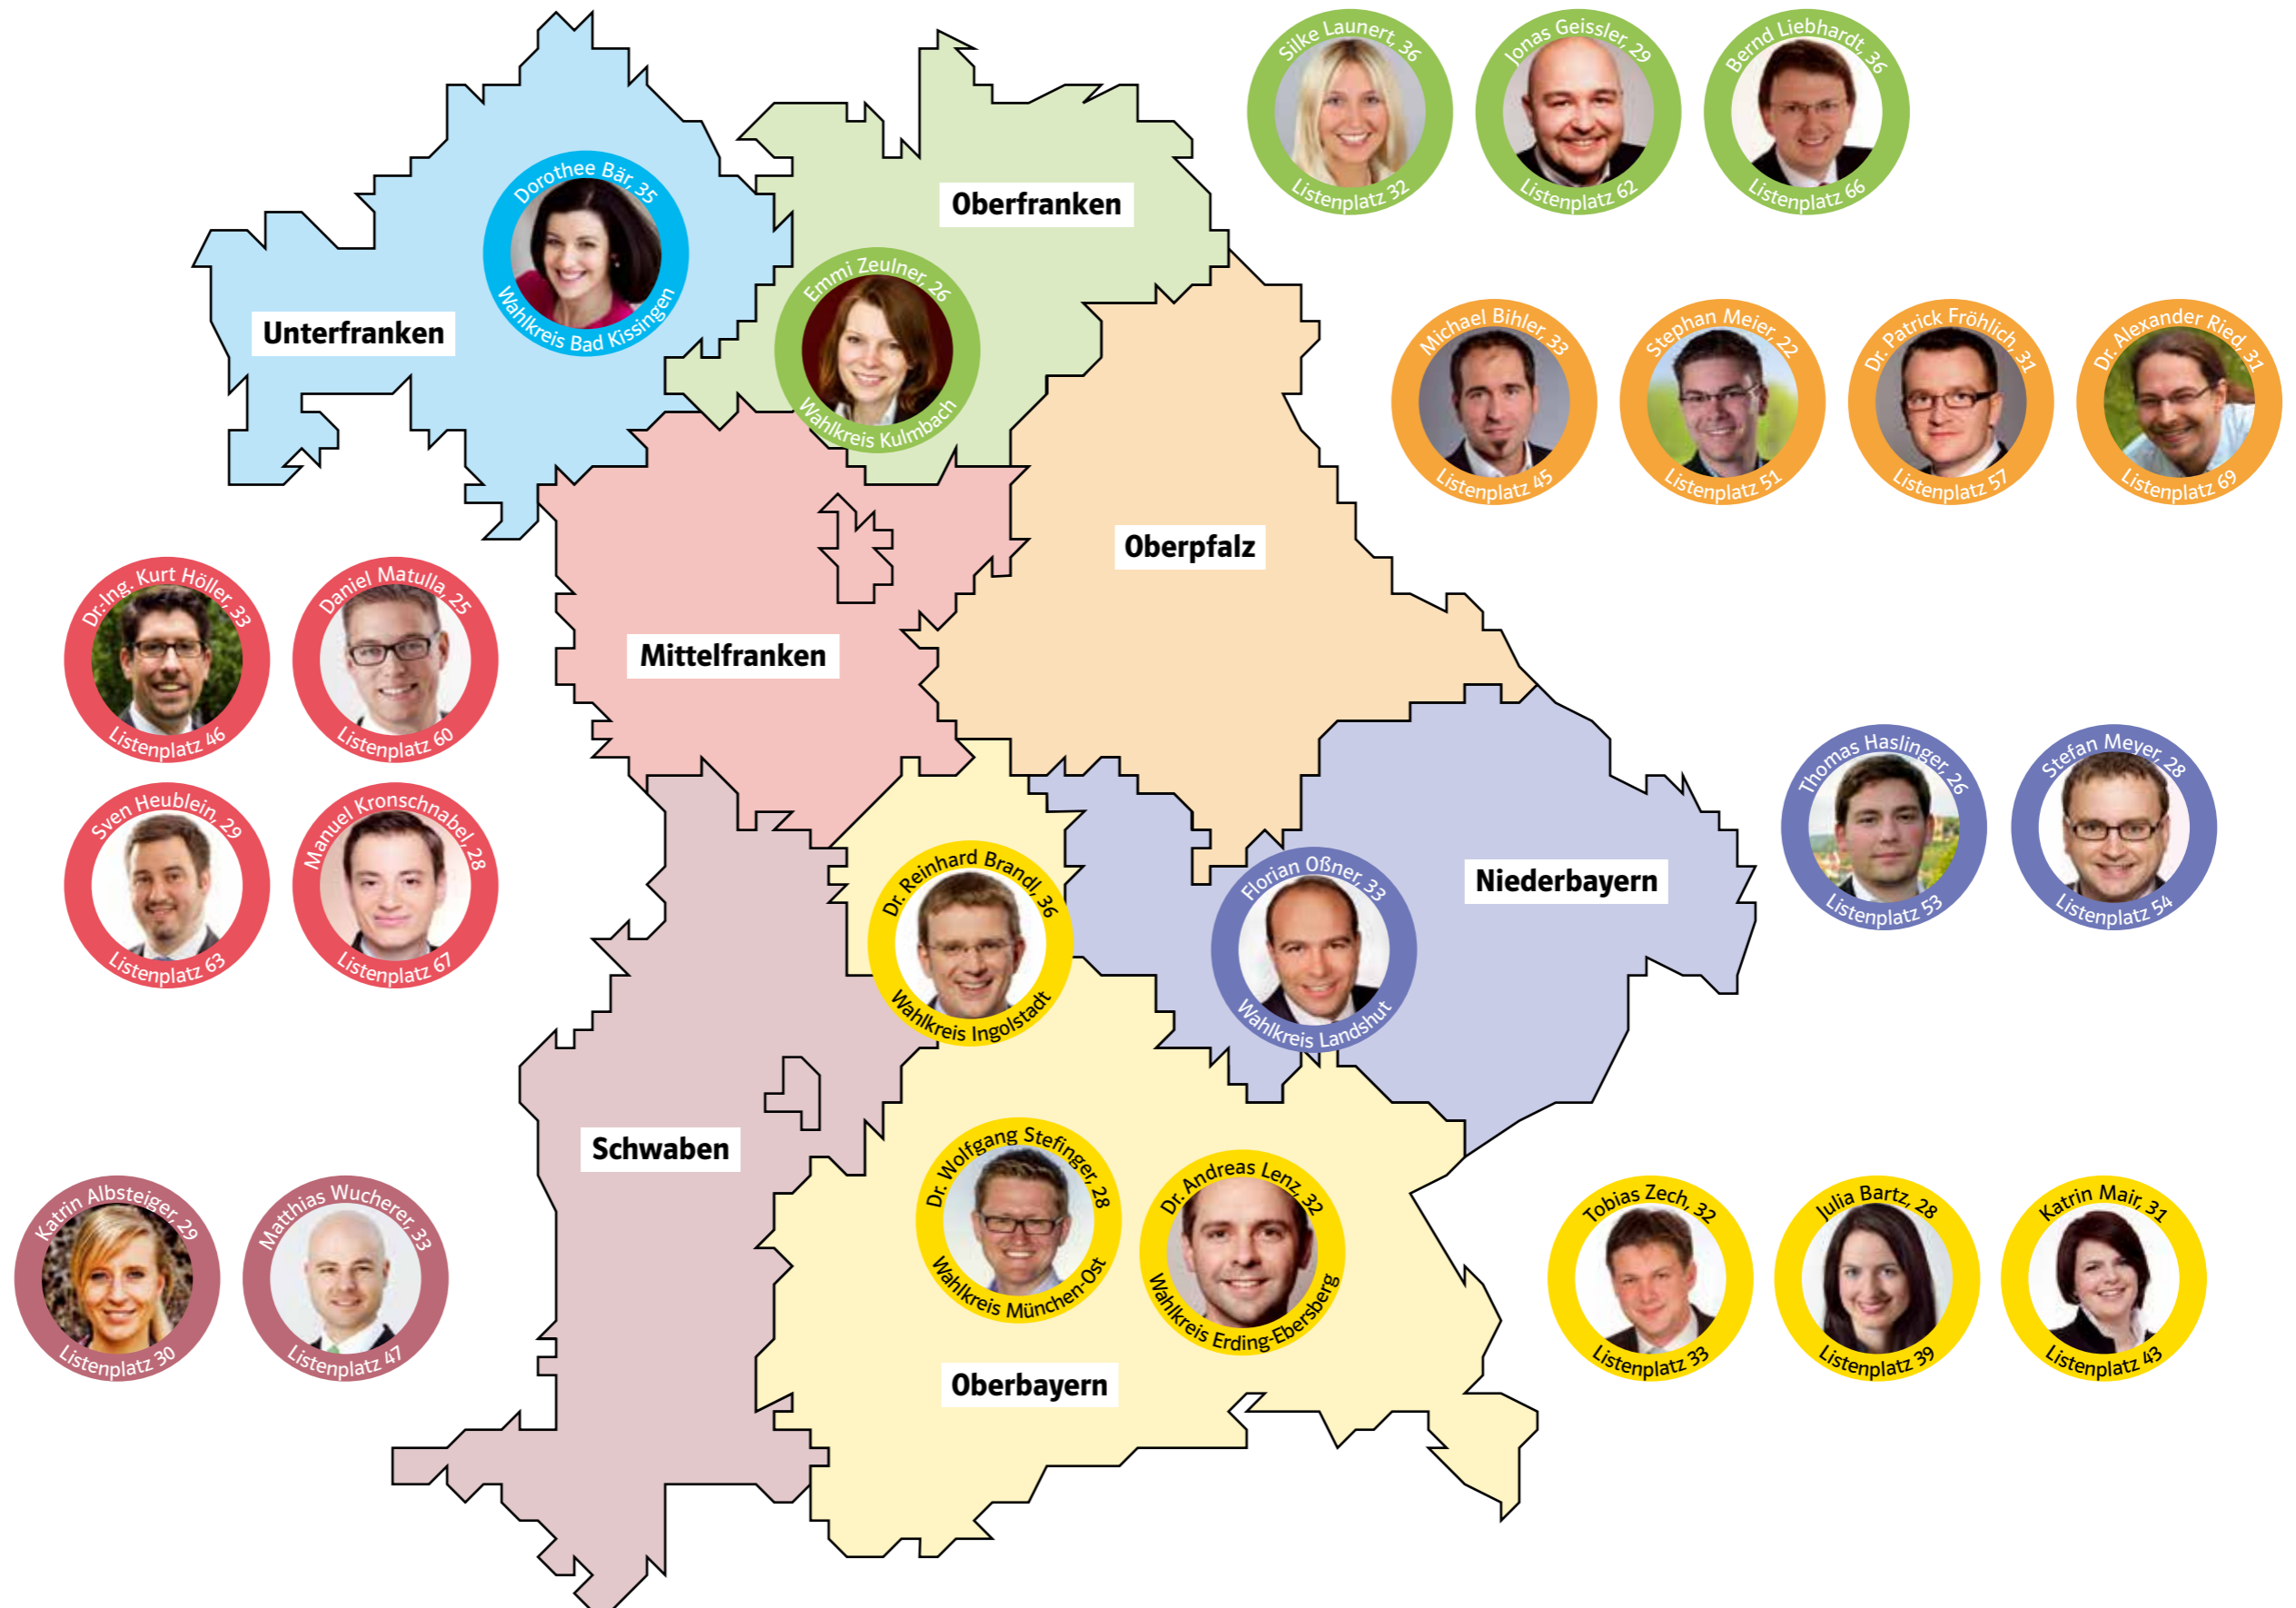 Silke Launert, 36
Listenplatz 32
Jonas Geissler, 29
Listenplatz 62
Bernd Liebhardt, 36
Listenplatz 66
Dorothee Bär, 35
Wahlkreis Bad Kissingen
Oberfranken
Unterfranken
Emmi Zeulner, 26
Wahlkreis Kulmbach
Michael Bihler, 33
Listenplatz 45
Stephan Meier, 22
Listenplatz 51
Dr. Patrick Fröhlich, 31
Listenplatz 57
Dr. Alexander Ried, 31
Listenplatz 69
Oberpfalz
Dr.-Ing. Kurt Höller, 33
Listenplatz 46
Daniel Matulla, 25
Listenplatz 60
Mittelfranken
Sven Heublein, 29
Listenplatz 63
Manuel Kronschnabel, 28
Listenplatz 67
Thomas Haslinger, 26
Listenplatz 53
Stefan Meyer, 28
Listenplatz 54
Niederbayern
Dr. Reinhard Brandl, 36
Wahlkreis Ingolstadt
Florian Oßner, 33
Wahlkreis Landshut
Schwaben
Dr. Wolfgang Stefinger, 28
Wahlkreis München-Ost
Dr. Andreas Lenz, 32
Wahlkreis Erding-Ebersberg
Katrin Albsteiger, 29
Listenplatz 30
Matthias Wucherer, 33
Listenplatz 47
Tobias Zech, 32
Listenplatz 33
Julia Bartz, 28
Listenplatz 39
Katrin Mair, 31
Listenplatz 43
Oberbayern